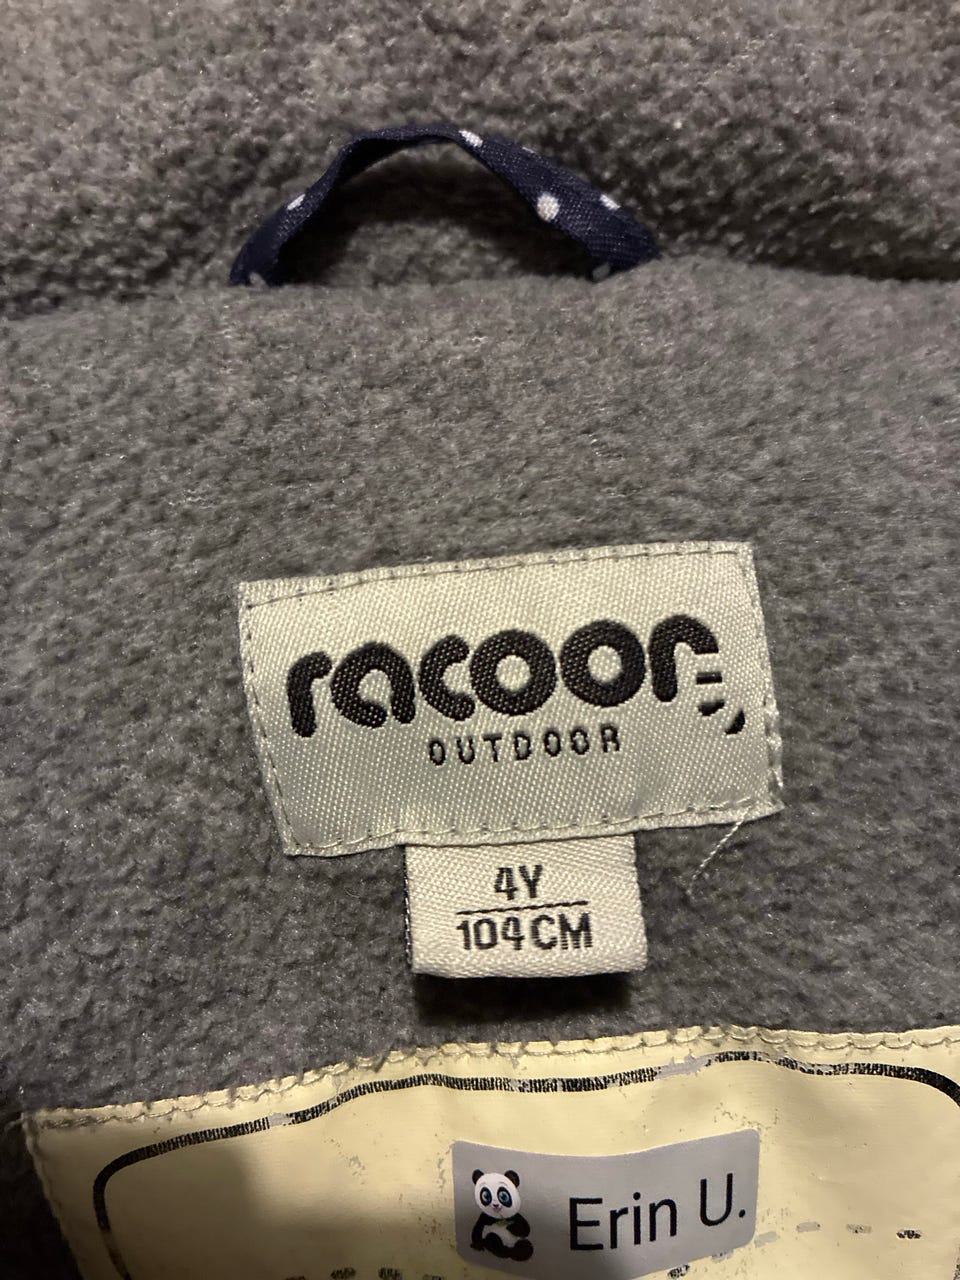 racoon
OUTDOOR
4Y
104CM
Erin U.